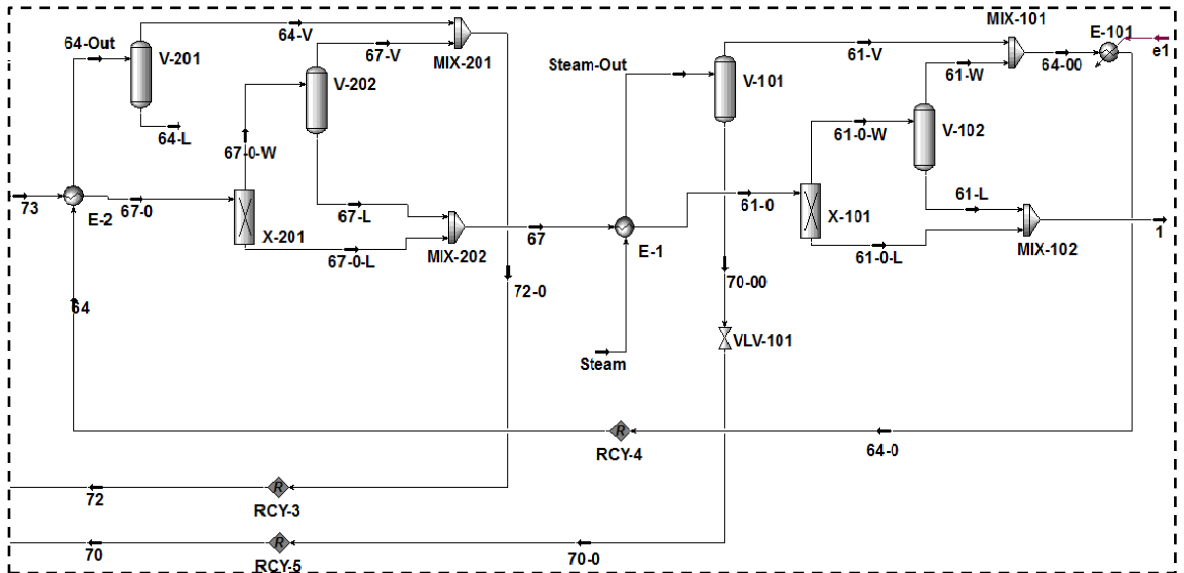 MIX-101
64-V
E-101
64-Out
V-201
67-V
MIX-201
61-V
e1
Steam-Out
64-00
V-202
V-101
61-W
64-L
67-0-W
61-0-W
V-102
73
67-0
67-L
61-0
61-L
E-2
X-201
67
X-101
1
67-0-L
MIX-202
E-1
61-0-L
MIX-102
70-00
72-0
64
VLV-101
Steam
RCY-4
64-0
R
72
R
RCY-3
70
R
70-0
RCY-5